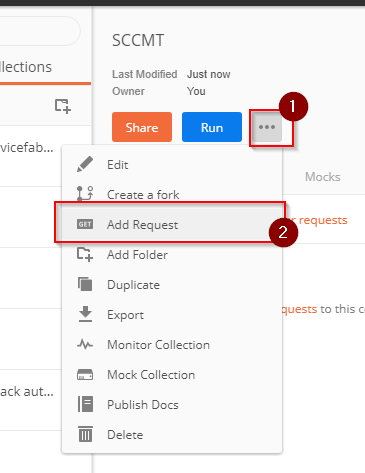 SCCMT
llections
Last Modified Just now
Owner You
Share Run ...
1
Edit
vicefab...
Create a fork
Mocks
GET Add Request
r requests
2
Add Folder
Duplicate
Export
quests to this c
Monitor Collection
Mock Collection
ack aut...
Publish Docs
Delete